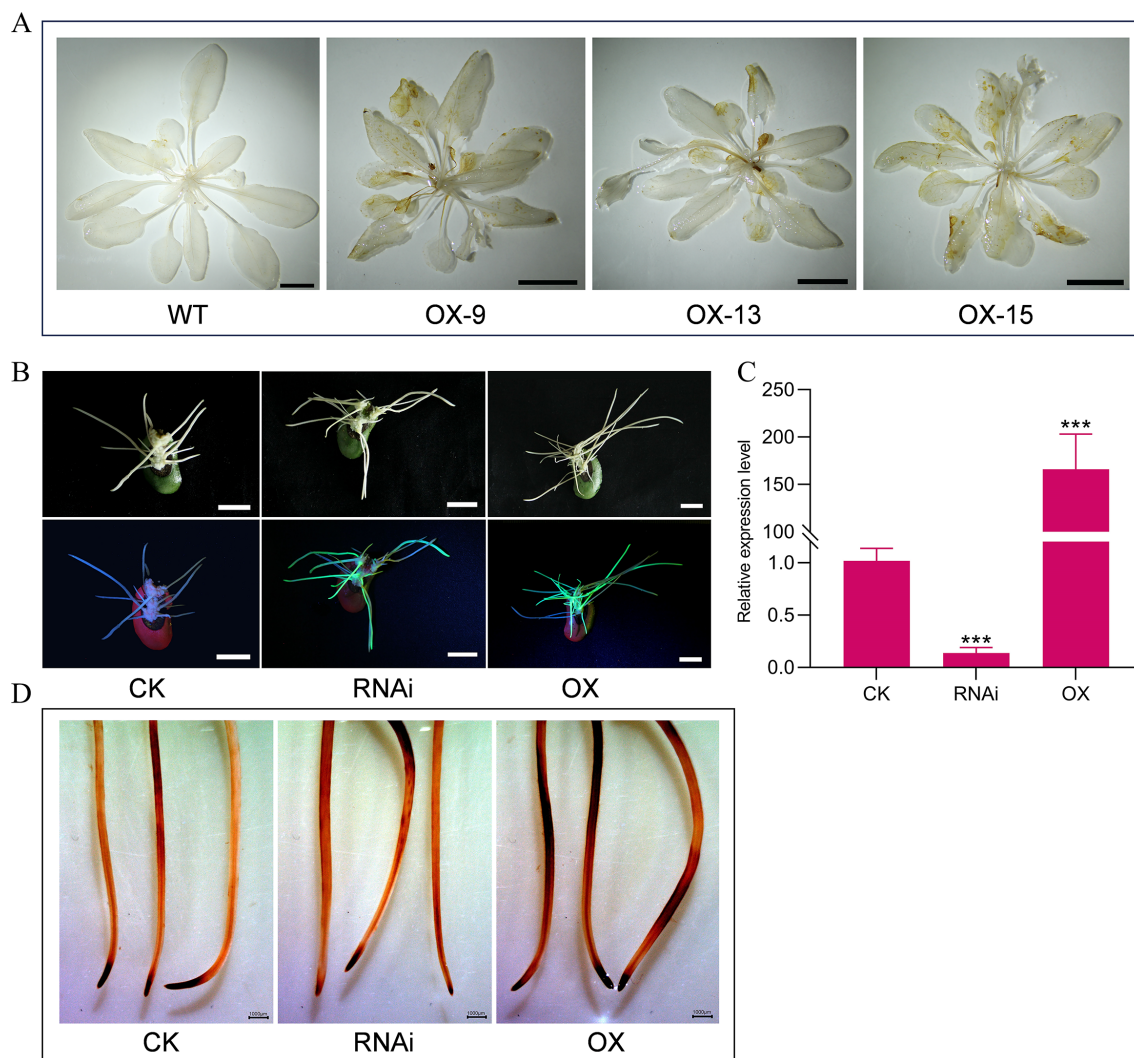 A
WT
OX-9
OX-13
OX-15
B
CK
RNAi
OX
C
Relative expression level
250
200
150
100
1.0
0.5
0.0
***
***
CK
RNAi
OX
D
1000μm
1000μm
1000μm
CK
RNAi
OX